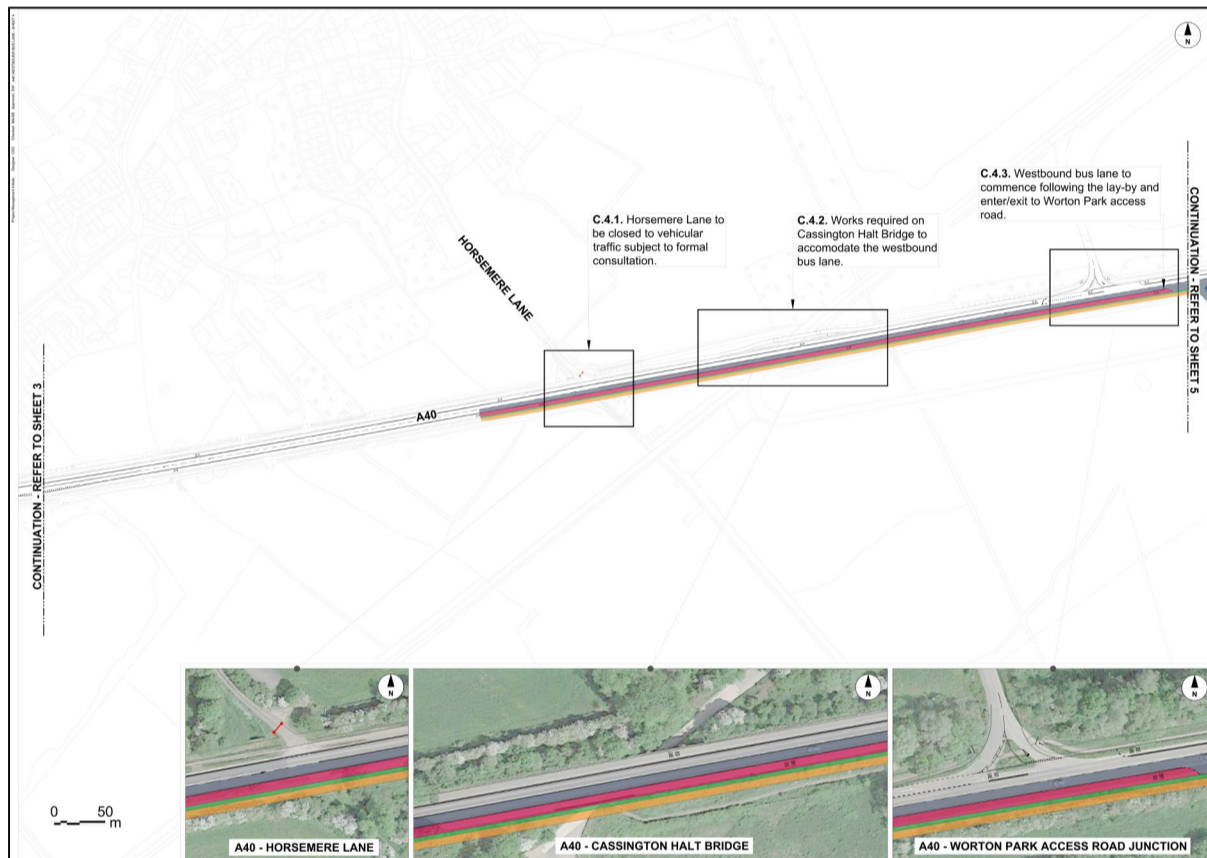 N
C.4.3. Westbound bus lane to
commence following the lay-by and
enter/exit to Worton Park access
road.
C.4.1. Horsemere Lane to
be closed to vehicular
traffic subject to formal
consultation.
C.4.2. Works required on
Cassington Halt Bridge to
accomodate the westbound
bus lane.
HORSEMERE LANE
A40
CONTINUATION - REFER TO SHEET 3
CONTINUATION - REFER TO SHEET 5
0 50
m
N
N
N
A40 - HORSEMERE LANE
A40 - CASSINGTON HALT BRIDGE
A40 - WORTON PARK ACCESS ROAD JUNCTION